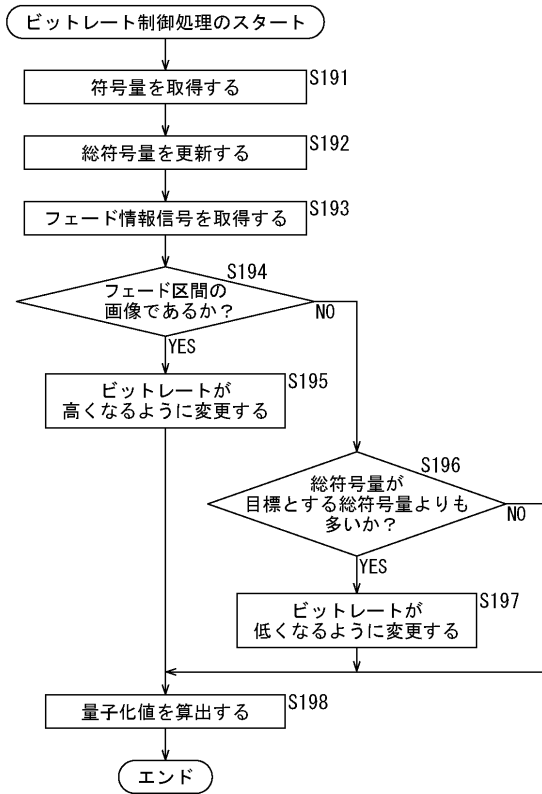 ビットレート制御処理のスタート
符号量を取得する
S191
総符号量を更新する
S192
フェード情報信号を取得する
S193
S194
フェード区間の
画像であるか？
NO
YES
ビットレートが
高くなるように変更する
S195
S196
総符号量が
目標とする総符号量よりも
多いか？
NO
YES
ビットレートが
低くなるように変更する
S197
量子化値を算出する
S198
エンド